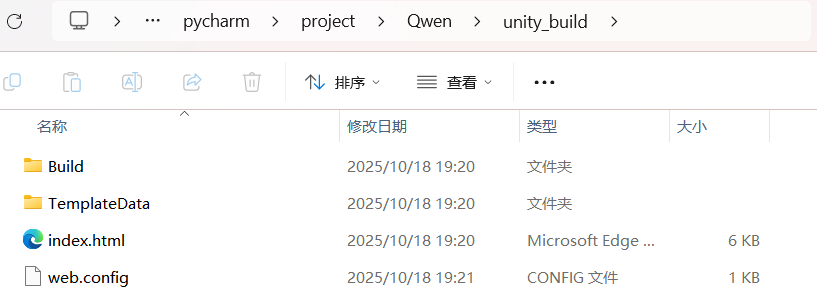 … pycharm project Qwen unity_build
排序 查看
名称 修改日期 类型 大小
Build 2025/10/18 19:20 文件夹
TemplateData 2025/10/18 19:20 文件夹
index.html 2025/10/18 19:20 Microsoft Edge ... 6 KB
web.config 2025/10/18 19:21 CONFIG 文件 1 KB